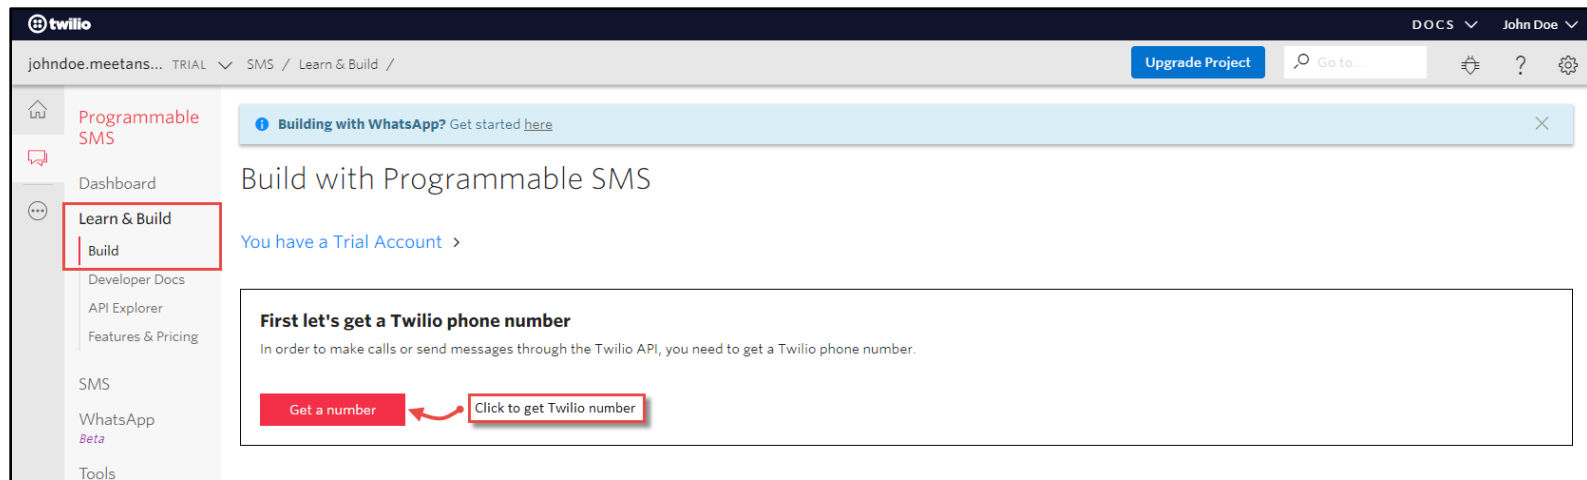 twilio
DOCS
John Doe
johndoe.meetans... TRIAL
SMS / Learn & Build /
Upgrade Project
Go to...
?
Programmable
SMS
Dashboard
Learn & Build
Build
Developer Docs
API Explorer
Features & Pricing
SMS
WhatsApp
Beta
Tools
Building with WhatsApp? Get started here
Build with Programmable SMS
You have a Trial Account >
First let's get a Twilio phone number
In order to make calls or send messages through the Twilio API, you need to get a Twilio phone number.
Get a number
Click to get Twilio number